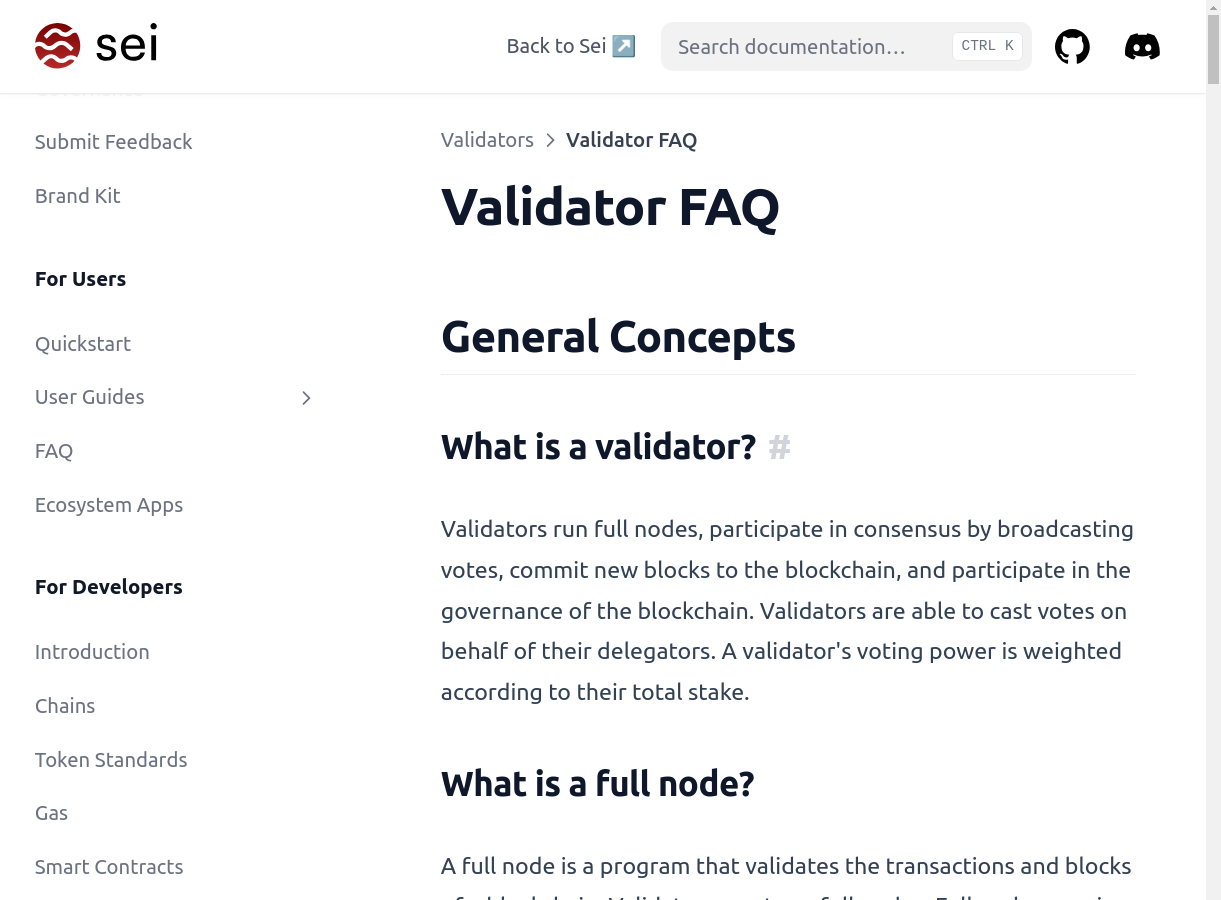 sei
Back to Sei ↗️
Search documentation…
CTRL K
Submit Feedback
Brand Kit
For Users
Quickstart
User Guides
FAQ
Ecosystem Apps
For Developers
Introduction
Chains
Token Standards
Gas
Smart Contracts
Validators > Validator FAQ
Validator FAQ
General Concepts
What is a validator? #
Validators run full nodes, participate in consensus by broadcasting
votes, commit new blocks to the blockchain, and participate in the
governance of the blockchain. Validators are able to cast votes on
behalf of their delegators. A validator's voting power is weighted
according to their total stake.
What is a full node?
A full node is a program that validates the transactions and blocks